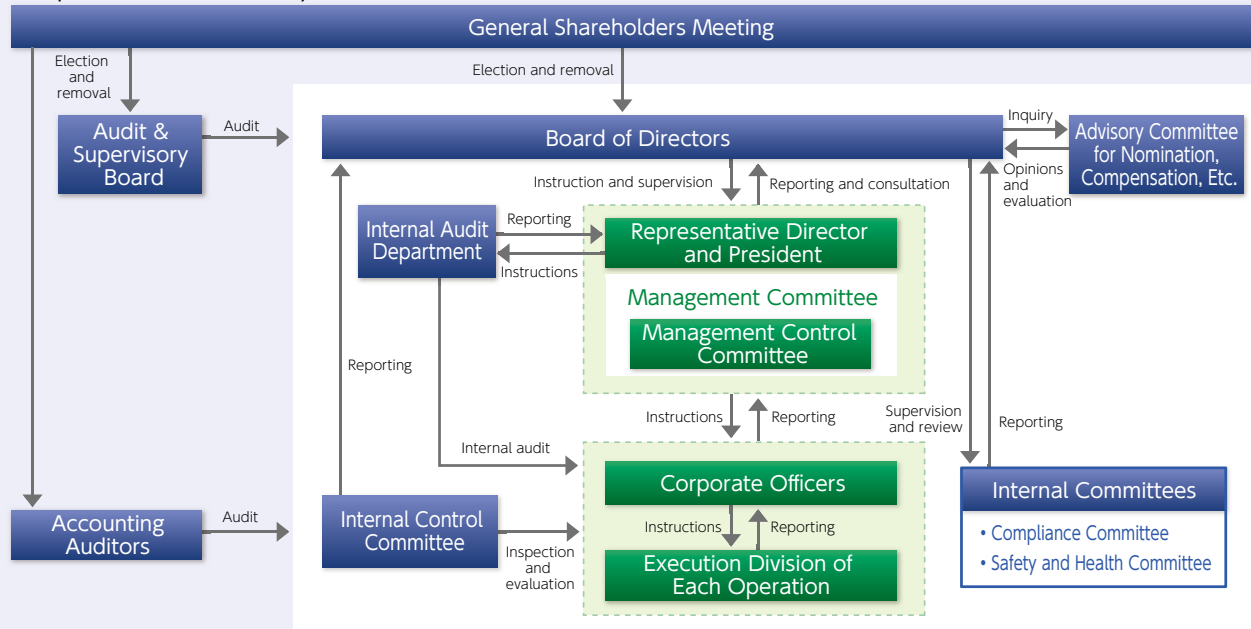 General Shareholders Meeting
Election
and
removal
Election and removal
Audit &
Supervisory
Board
Audit
Board of Directors
Inquiry
Opinions
and
evaluation
Advisory Committee
for Nomination,
Compensation, Etc.
Instruction and supervision
Reporting and consultation
Internal Audit
Department
Reporting
Instructions
Representative Director
and President
Management Committee
Management Control
Committee
Reporting
Instructions
Reporting
Supervision
and review
Reporting
Internal audit
Corporate Officers
Instructions
Reporting
Execution Division of
Each Operation
Internal Committees
• Compliance Committee
• Safety and Health Committee
Accounting
Auditors
Audit
Internal Control
Committee
Inspection
and
evaluation